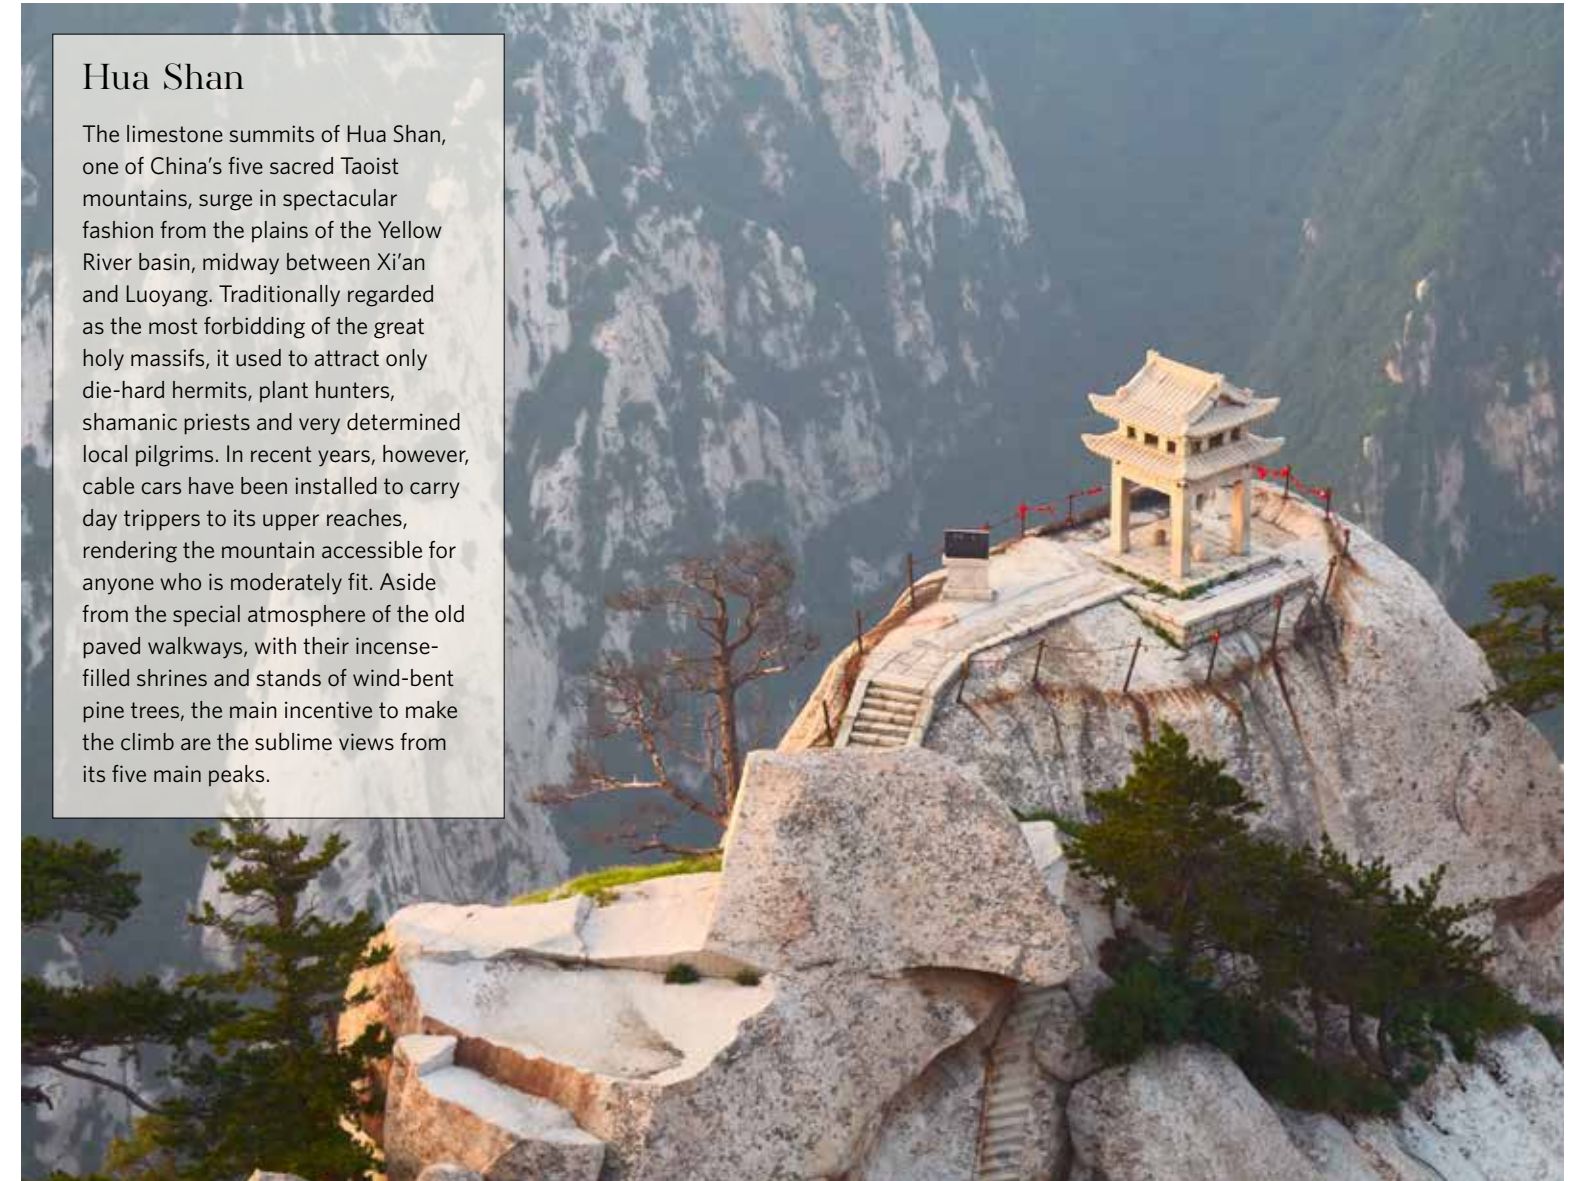 Hua Shan
The limestone summits of Hua Shan,
one of China’s five sacred Taoist
mountains, surge in spectacular
fashion from the plains of the Yellow
River basin, midway between Xi’an
and Luoyang. Traditionally regarded
as the most forbidding of the great
holy massifs, it used to attract only
die-hard hermits, plant hunters,
shamanic priests and very determined
local pilgrims. In recent years, however,
cable cars have been installed to carry
day trippers to its upper reaches,
rendering the mountain accessible for
anyone who is moderately fit. Aside
from the special atmosphere of the old
paved walkways, with their incense-
filled shrines and stands of wind-bent
pine trees, the main incentive to make
the climb are the sublime views from
its five main peaks.